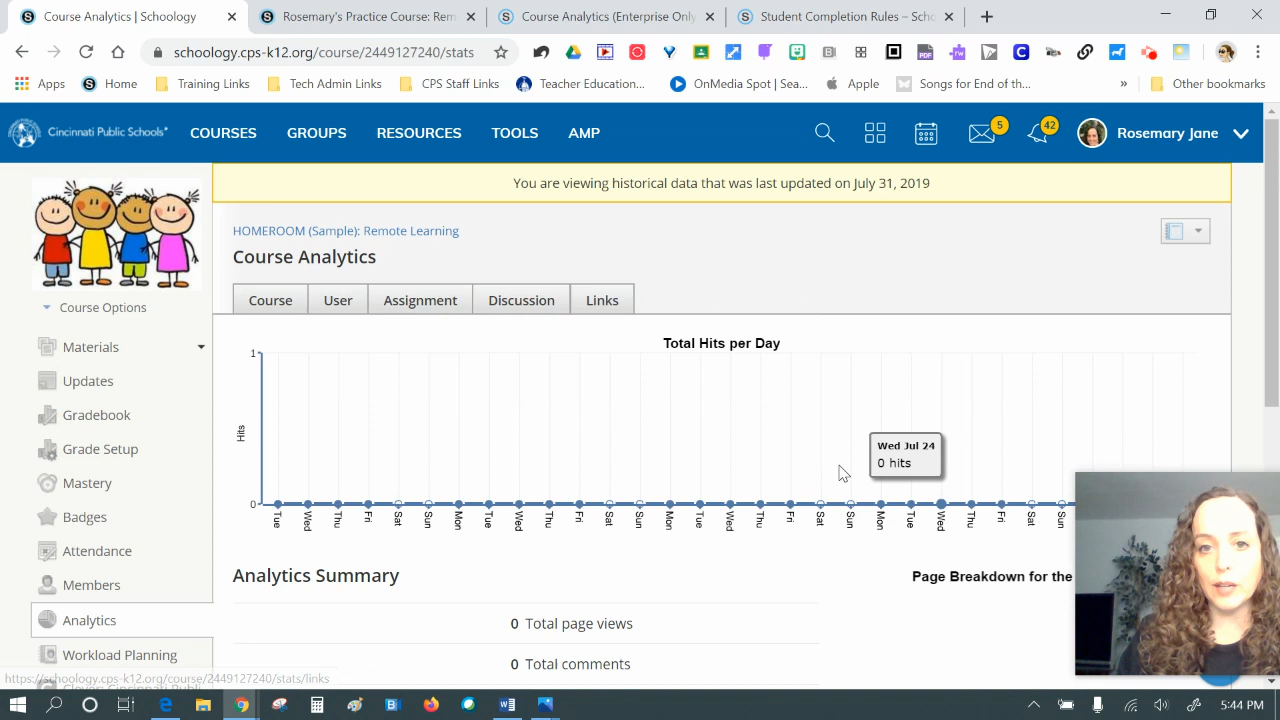 Course Analytics | Schoology
Rosemary's Practice Course: Rem
Course Analytics (Enterprise Only
Student Completion Rules – Scho
schoology.cps-k12.org/course/2449127240/stats
Apps
Home
Training Links
Tech Admin Links
CPS Staff Links
Teacher Education...
OnMedia Spot | Sea...
Apple
Songs for End of th...
»
Other bookmarks
Cincinnati Public Schools
COURSES
GROUPS
RESOURCES
TOOLS
AMP
5
42
Rosemary Jane
You are viewing historical data that was last updated on July 31, 2019
HOMEROOM (Sample): Remote Learning
Course Analytics
Course
User
Assignment
Discussion
Links
Course Options
Materials
Updates
Gradebook
Grade Setup
Mastery
Badges
Attendance
Members
Analytics
Workload Planning
https://schoology.cps-k12.org/course/2449127240/stats/links
Total Hits per Day
1
Hits
0
Wed Jul 24
0 hits
Tue Wed Thu Fri Sat Sun Mon Tue Wed Thu Fri Sat Sun Mon Tue Wed Thu Fri Sat Sun Mon Tue Wed Thu Fri Sat Sun
Analytics Summary
Page Breakdown for the
0 Total page views
0 Total comments
5:44 PM